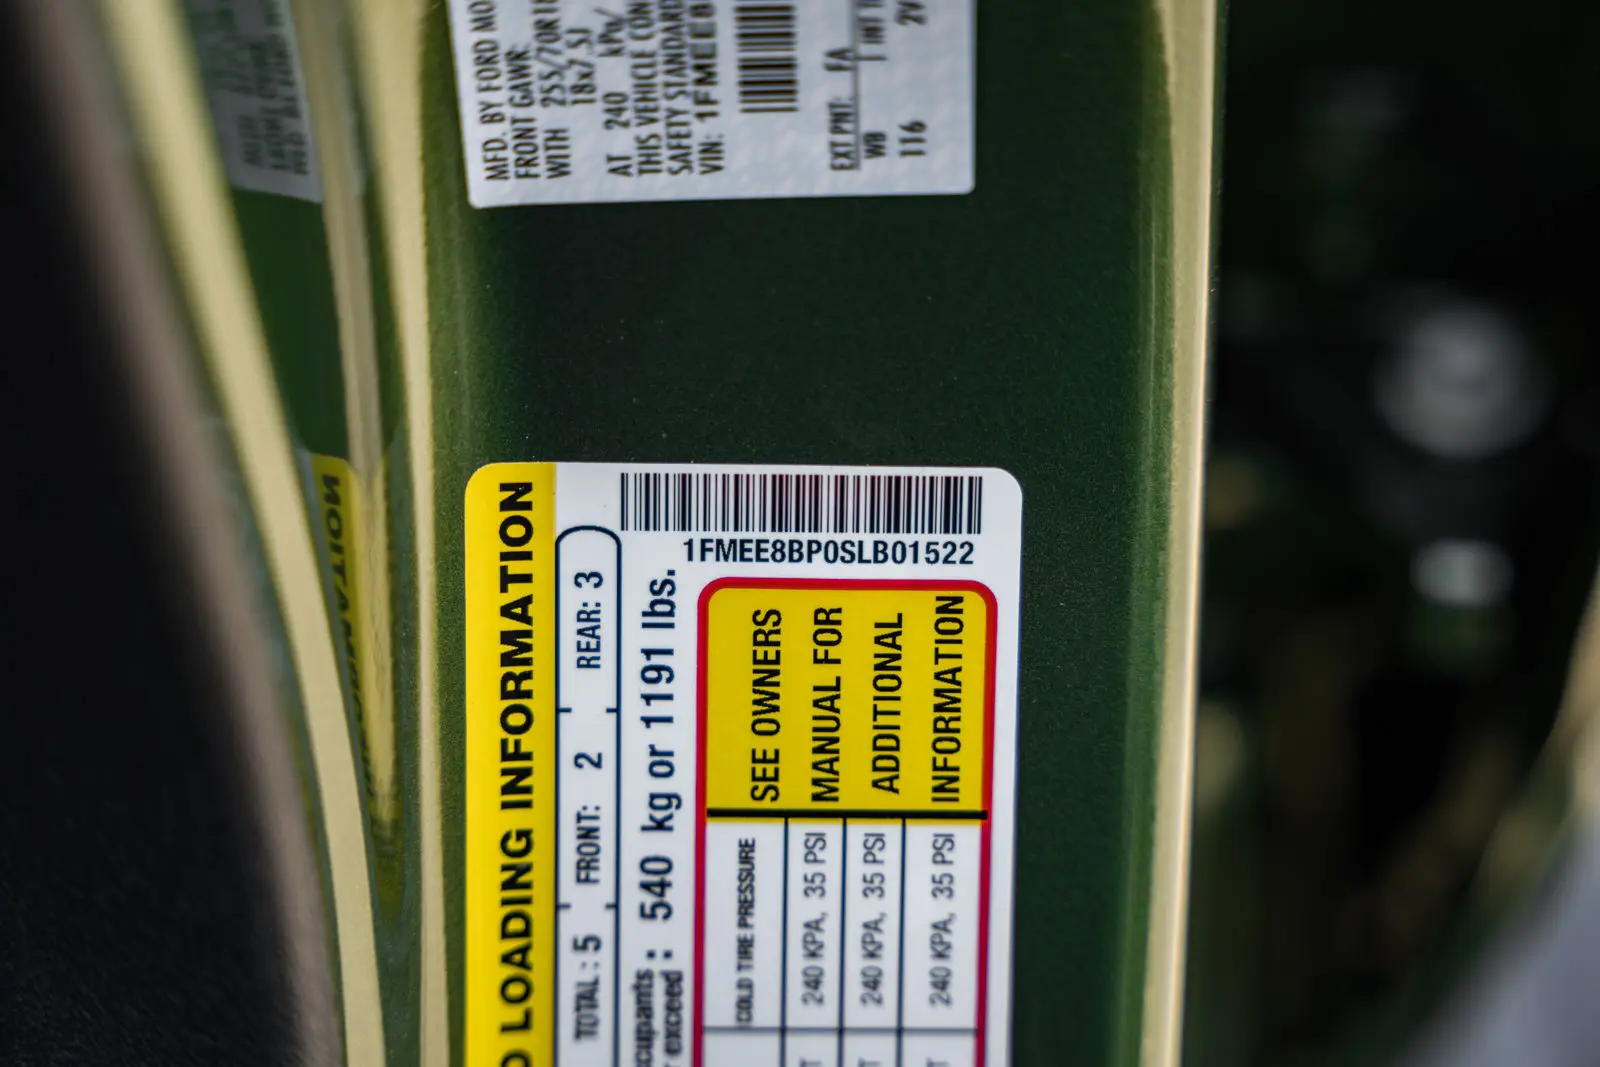 MFD. BY FORD MO
FRONT GAWR:
WITH 255/70R18
18x7.5J
AT 240 kPa/
THIS VEHICLE CON
SAFETY STANDARD
VIN: 1FMEE8
EXT PNT: FA
WB
116
LOADING INFORMATION
TOTAL: 5 FRONT: 2 REAR: 3
exceed: 540 kg or 1191 lbs.
1FMEE8BP0SLB01522
COLD TIRE PRESSURE
240 KPA, 35 PSI
240 KPA, 35 PSI
240 KPA, 35 PSI
SEE OWNERS
MANUAL FOR
ADDITIONAL
INFORMATION